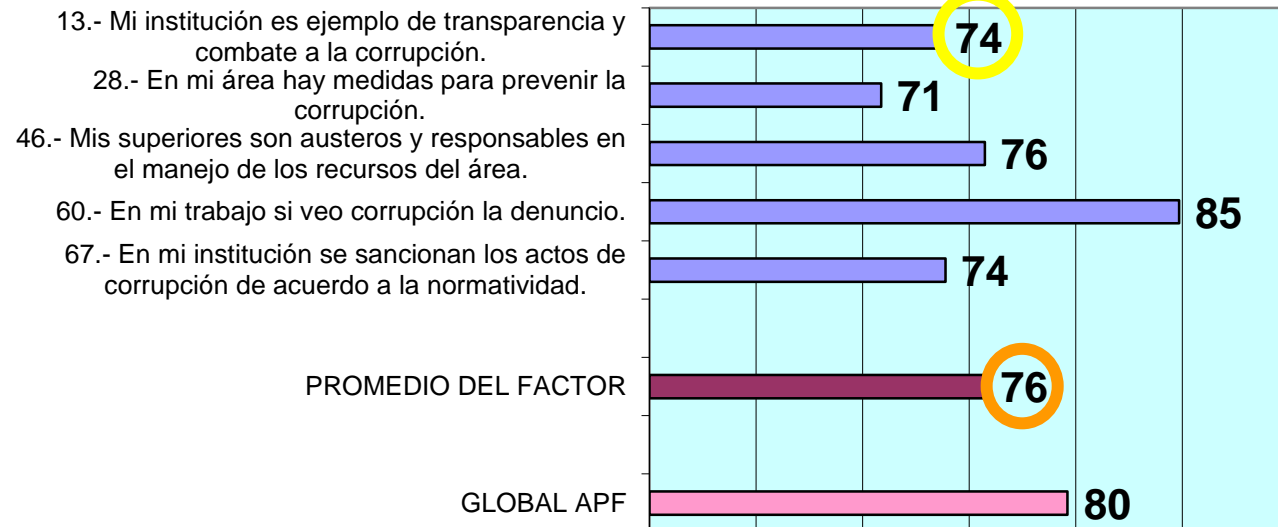 13.- Mi institución es ejemplo de transparencia y
combate a la corrupción.
74
28.- En mi área hay medidas para prevenir la
corrupción.
71
46.- Mis superiores son austeros y responsables en
el manejo de los recursos del área.
76
60.- En mi trabajo si veo corrupción la denuncio.
85
67.- En mi institución se sancionan los actos de
corrupción de acuerdo a la normatividad.
74
PROMEDIO DEL FACTOR
76
GLOBAL APF
80